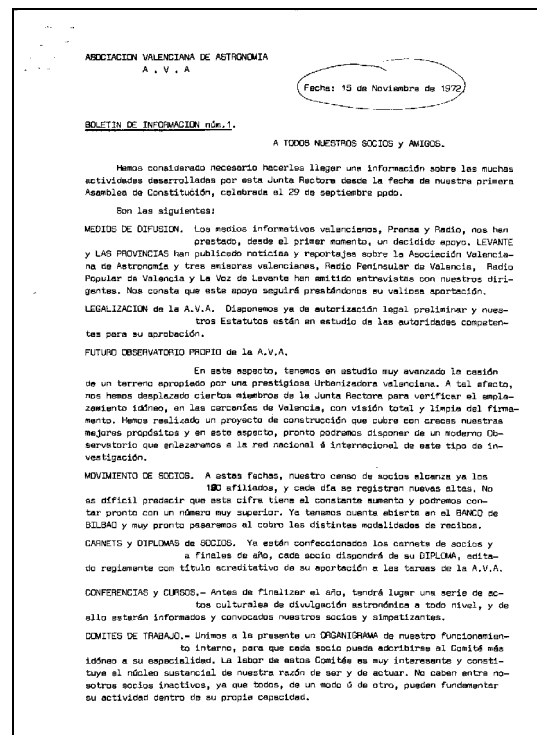 ASOCIACION VALENCIANA DE ASTRONOMIA
A . V . A
Fecha: 15 de Noviembre de 1972
BOLETIN DE INFORMACION núm.1.
A TODOS NUESTROS SOCIOS y AMIGOS.
Hemos considerado necesario hacerles llegar una información sobre las muchas
actividades desarrolladas por esta Junta Rectora desde la fecha de nuestra primera
Asamblea de Constitución, celebrada el 29 de septiembre ppdo.
Son las siguientes:
MEDIOS DE DIFUSION. Los medios informativos valencianos, Prensa y Radio, nos han
prestado, desde el primer momento, un decidido apoyo. LEVANTE
y LAS PROVINCIAS han publicado noticias y reportajes sobre la Asociación Valencia-
na de Astronomía y tres emisoras valencianas, Radio Peninsular de Valencia, Radio
Popular de Valencia y La Voz de Levante han emitido entrevistas con nuestros diri-
gentes. Nos consta que este apoyo seguirá prestándonos su valiosa aportación.
LEGALIZACION de la A.V.A. Disponemos ya de autorización legal preliminar y nues-
tros Estatutos están en estudio de las autoridades competen-
tes para su aprobación.
FUTURO OBSERVATORIO PROPIO de la A.V.A.
En este aspecto, tenemos en estudio muy avanzado la cesión
de un terreno apropiado por una prestigiosa Urbanizadora valenciana. A tal efecto,
nos hemos desplazado ciertos miembros de la Junta Rectora para verificar el empla-
zamiento idóneo, en las cercanías de Valencia, con visión total y limpia del firma-
mento. Hemos realizado un proyecto de construcción que cubre con creces nuestras
mejores propósitos y en este aspecto, pronto podremos disponer de un moderno Ob-
servatorio que enlazaremos a la red nacional é internacional de este tipo de in-
vestigación.
MOVIMIENTO DE SOCIOS. A estas fechas, nuestro censo de socios alcanza ya los
190 afiliados, y cada día se registran nuevas altas. No
es difícil predecir que esta cifra tiene el constante aumento y podremos con-
tar pronto con un número muy superior. Ya tenemos cuenta abierta en el BANCO de
BILBAO y muy pronto pasaremos al cobro las distintas modalidades de recibos.
CARNETS y DIPLOMAS de SOCIOS. Ya están confeccionados los carnets de socios y
a finales de año, cada socio dispondrá de su DIPLOMA, edita-
do regiamente com título acreditativo de su aportación a las tareas de la A.V.A.
CONFERENCIAS y CURSOS.- Antes de finalizar el año, tendrá lugar una serie de ac-
tos culturales de divulgación astronómica a todo nivel, y de
ello estarán informados y convocados nuestros socios y simpatizantes.
COMITES DE TRABAJO.- Unimos a la presente un ORGANIGRAMA de nuestro funcionamien-
to interno, para que cada socio pueda adcribirse al Comité más
idóneo a su especialidad. La labor de estos Comités es muy interesante y consti-
tuye el núcleo sustancial de nuestra razón de ser y de actuar. No caben entre no-
sotros socios inactivos, ya que todos, de un modo ú de otro, pueden fundamentar
su actividad dentro de su propia capacidad.